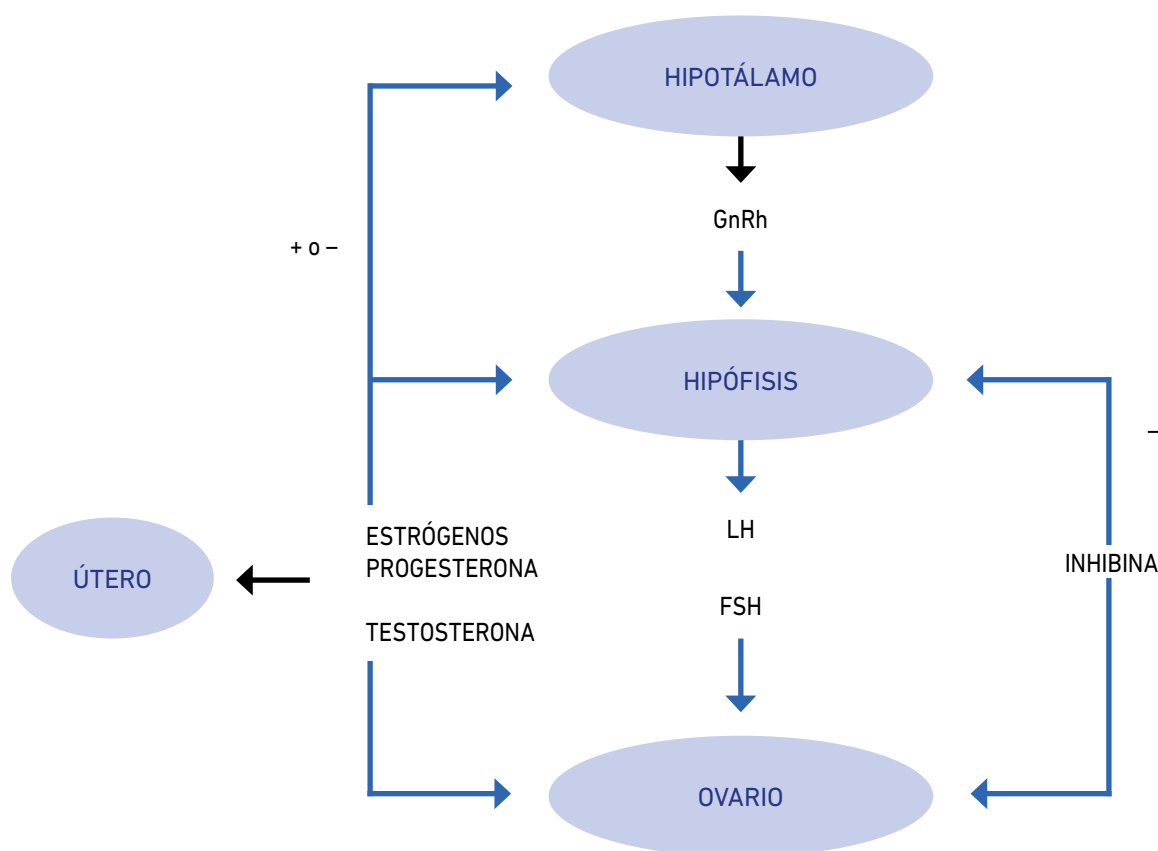 HIPOTÁLAMO
GnRh
+ o –
HIPÓFISIS
–
LH
ESTRÓGENOS
PROGESTERONA
INHIBINA
ÚTERO
FSH
TESTOSTERONA
OVARIO